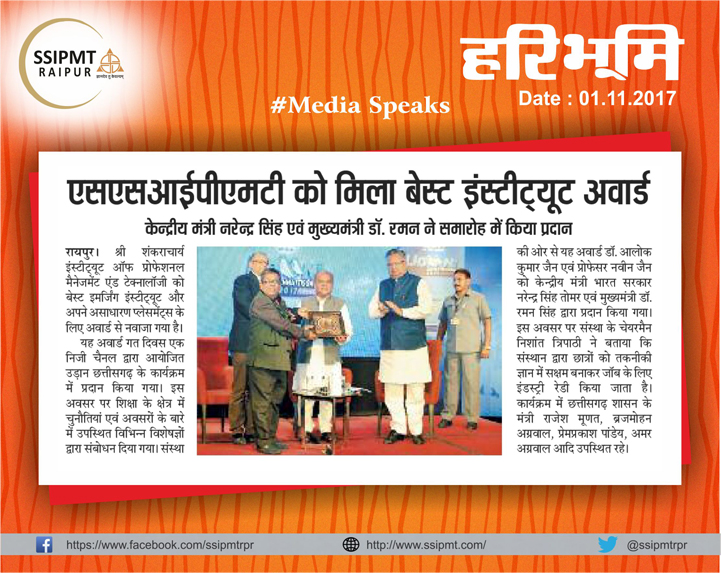 SSIPMT
RAIPUR
हरिभूमि
#Media Speaks
Date : 01.11.2017
एसएसआईपीएमटी को मिला बेस्ट इंस्टीट्यूट अवार्ड
केन्द्रीय मंत्री नरेन्द्र सिंह एवं मुख्यमंत्री डॉ. रमन ने समारोह में किया प्रदान
रायपुर। श्री शंकराचार्य
इंस्टीट्यूट ऑफ प्रोफेशनल
मैनेजमेंट एंड टेक्नालॉजी को
बेस्ट इमर्जिंग इंस्टीट्यूट और
अपने असाधारण प्लेसमेंट्स के
लिए अवार्ड से नवाजा गया है।
यह अवार्ड गत दिवस एक
निजी चैनल द्वारा आयोजित
उड़ान छत्तीसगढ़ के कार्यक्रम
में प्रदान किया गया। इस
अवसर पर शिक्षा के क्षेत्र में
चुनौतियां एवं अवसरों के बारे
में उपस्थित विभिन्न विशेषज्ञों
द्वारा संबोधन दिया गया। संस्था
की ओर से यह अवार्ड डॉ. आलोक
कुमार जैन एवं प्रोफेसर नवीन जैन
को केन्द्रीय मंत्री भारत सरकार
नरेन्द्र सिंह तोमर एवं मुख्यमंत्री डॉ.
रमन सिंह द्वारा प्रदान किया गया।
इस अवसर पर संस्था के चेयरमैन
निशांत त्रिपाठी ने बताया कि
संस्थान द्वारा छात्रों को तकनीकी
ज्ञान में सक्षम बनाकर जॉब के लिए
इंडस्ट्री रेडी किया जाता है।
कार्यक्रम में छत्तीसगढ़ शासन के
मंत्री राजेश मूणत, ब्रजमोहन
अग्रवाल, प्रेमप्रकाश पांडेय, अमर
अग्रवाल आदि उपस्थित रहे।
https://www.facebook.com/ssipmtrpr
http://www.ssipmt.com/
@ssipmtrpr